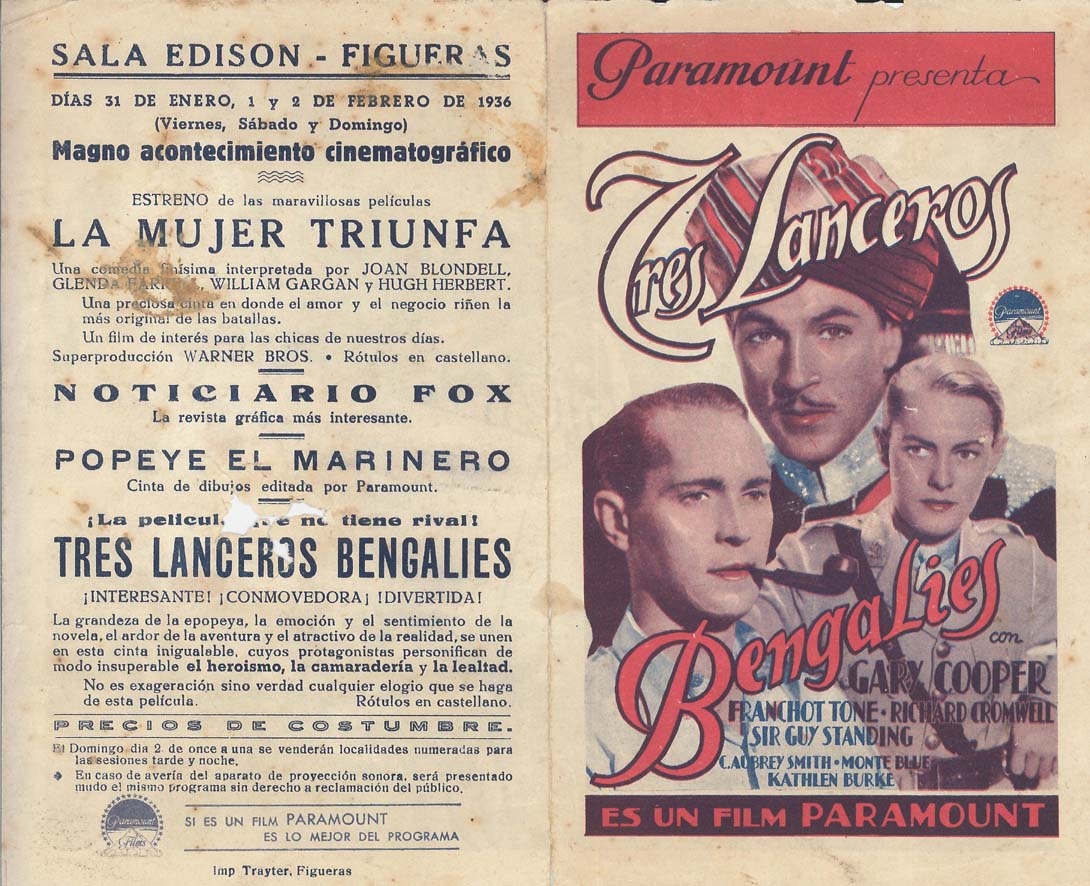 SALA EDISON - FIGUERAS
DÍAS 31 DE ENERO, 1 y 2 DE FEBRERO DE 1936
(Viernes, Sábado y Domingo)
Magno acontecimiento cinematográfico
ESTRENO de las maravillosas películas
LA MUJER TRIUNFA
Una comedia finísima interpretada por JOAN BLONDELL,
GLENDA FARRELL, WILLIAM GARGAN y HUGH HERBERT.
Una preciosa cinta en donde el amor y el negocio riñen la
más original de las batallas.
Un film de interés para las chicas de nuestros días.
Superproducción WARNER BROS. • Rótulos en castellano.
NOTICIARIO FOX
La revista gráfica más interesante.
POPEYE EL MARINERO
Cinta de dibujos editada por Paramount.
¡La pelicula que no tiene rival!
TRES LANCEROS BENGALIES
¡INTERESANTE! ¡CONMOVEDORA¡ !DIVERTIDA!
La grandeza de la epopeya, la emoción y el sentimiento de la
novela, el ardor de la aventura y el atractivo de la realidad, se unen
en esta cinta inigualable, cuyos protagonistas personifican de
modo insuperable el heroismo, la camaradería y la lealtad.
No es exageración sino verdad cualquier elogio que se haga
de esta película. Rótulos en castellano.
PRECIOS DE COSTUMBRE.
El Domingo dia 2. de once a una se venderán localidades numeradas para
las sesiones tarde y noche.
En caso de avería del aparato de proyección sonora, será presentado
mudo el mismo programa sin derecho a reclamación del público.
Paramount
Films
SI ES UN FILM PARAMOUNT
ES LO MEJOR DEL PROGRAMA
Imp Trayter, Figueras
Paramount presenta
Tres Lanceros
Paramount
Films
Bengalies
con
GARY COOPER
FRANCHOT TONE • RICHARD CROMWELL
SIR GUY STANDING
C. AUBREY SMITH • MONTE BLUE
KATHLEN BURKE
ES UN FILM PARAMOUNT